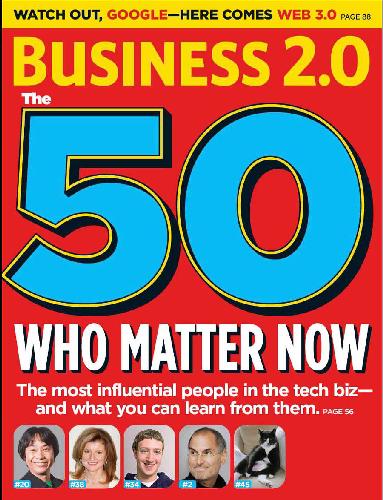 WATCH OUT, GOOGLE—HERE COMES WEB 3.0 PAGE 88
BUSINESS 2.0
The
50
WHO MATTER NOW
The most influential people in the tech biz—
and what you can learn from them. PAGE 56
#20 #38 #34 #2 #45